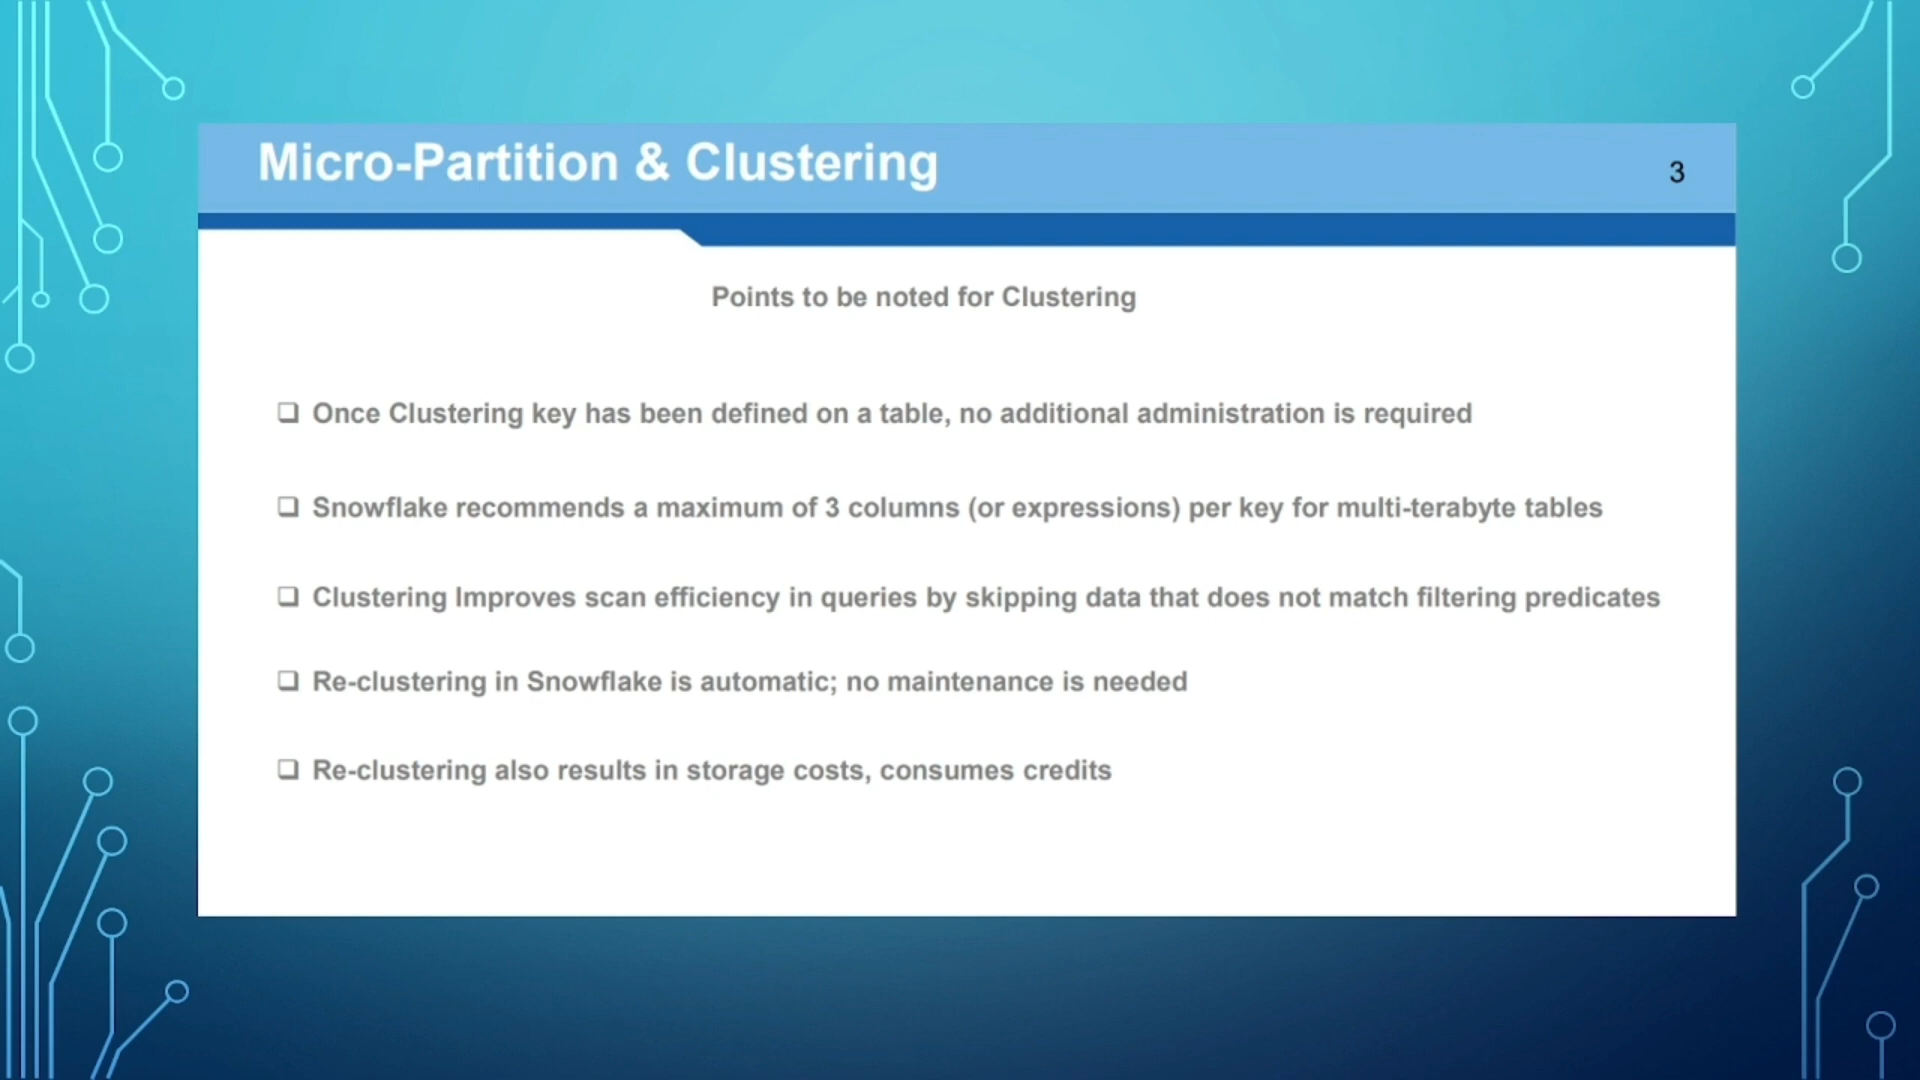 Micro-Partition & Clustering
3
Points to be noted for Clustering
❑ Once Clustering key has been defined on a table, no additional administration is required
❑ Snowflake recommends a maximum of 3 columns (or expressions) per key for multi-terabyte tables
❑ Clustering Improves scan efficiency in queries by skipping data that does not match filtering predicates
❑ Re-clustering in Snowflake is automatic; no maintenance is needed
❑ Re-clustering also results in storage costs, consumes credits